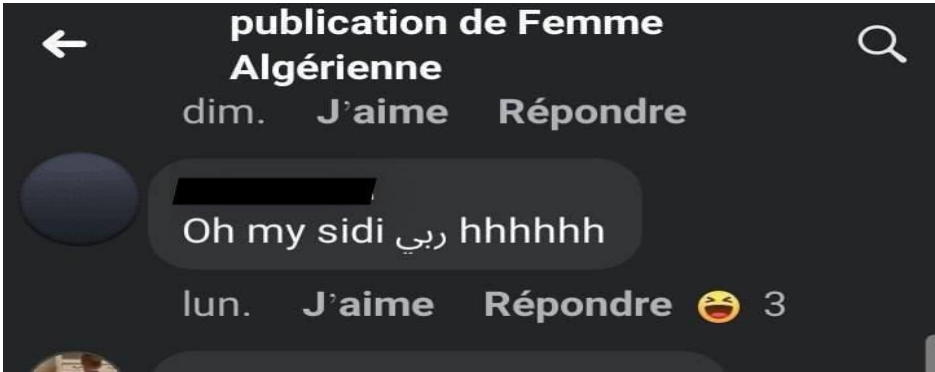 publication de Femme
Algérienne
dim. J'aime Répondre
Oh my sidi ربي hhhhhh
lun. J'aime Répondre 3